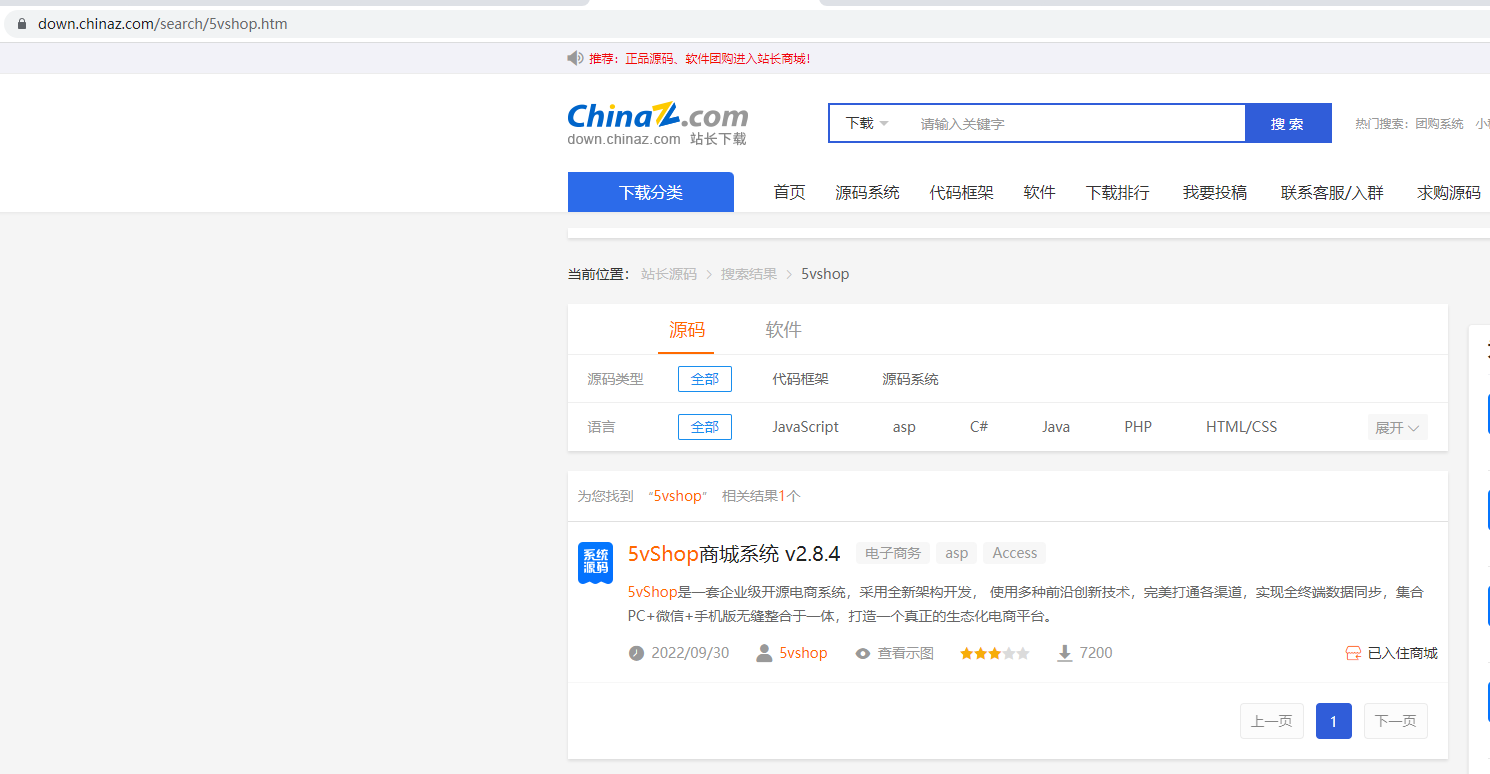 down.chinaz.com/search/5vshop.htm
推荐：正品源码、软件团购进入站长商城！
ChinaZ.com
down.chinaz.com 站长下载
下载 请输入关键字 搜 索 热门搜索：团购系统
下载分类 首页 源码系统 代码框架 软件 下载排行 我要投稿 联系客服/入群 求购源码
当前位置： 站长源码 > 搜索结果 > 5vshop
源码 软件
源码类型 全部 代码框架 源码系统
语言 全部 JavaScript asp C# Java PHP HTML/CSS 展开
为您找到 “5vshop” 相关结果1个
系统
源码
5vShop商城系统 v2.8.4 电子商务 asp Access
5vShop是一套企业级开源电商系统，采用全新架构开发， 使用多种前沿创新技术，完美打通各渠道，实现全终端数据同步，集合
PC+微信+手机版无缝整合于一体，打造一个真正的生态化电商平台。
2022/09/30 5vshop 查看示图 7200 已入住商城
上一页 1 下一页